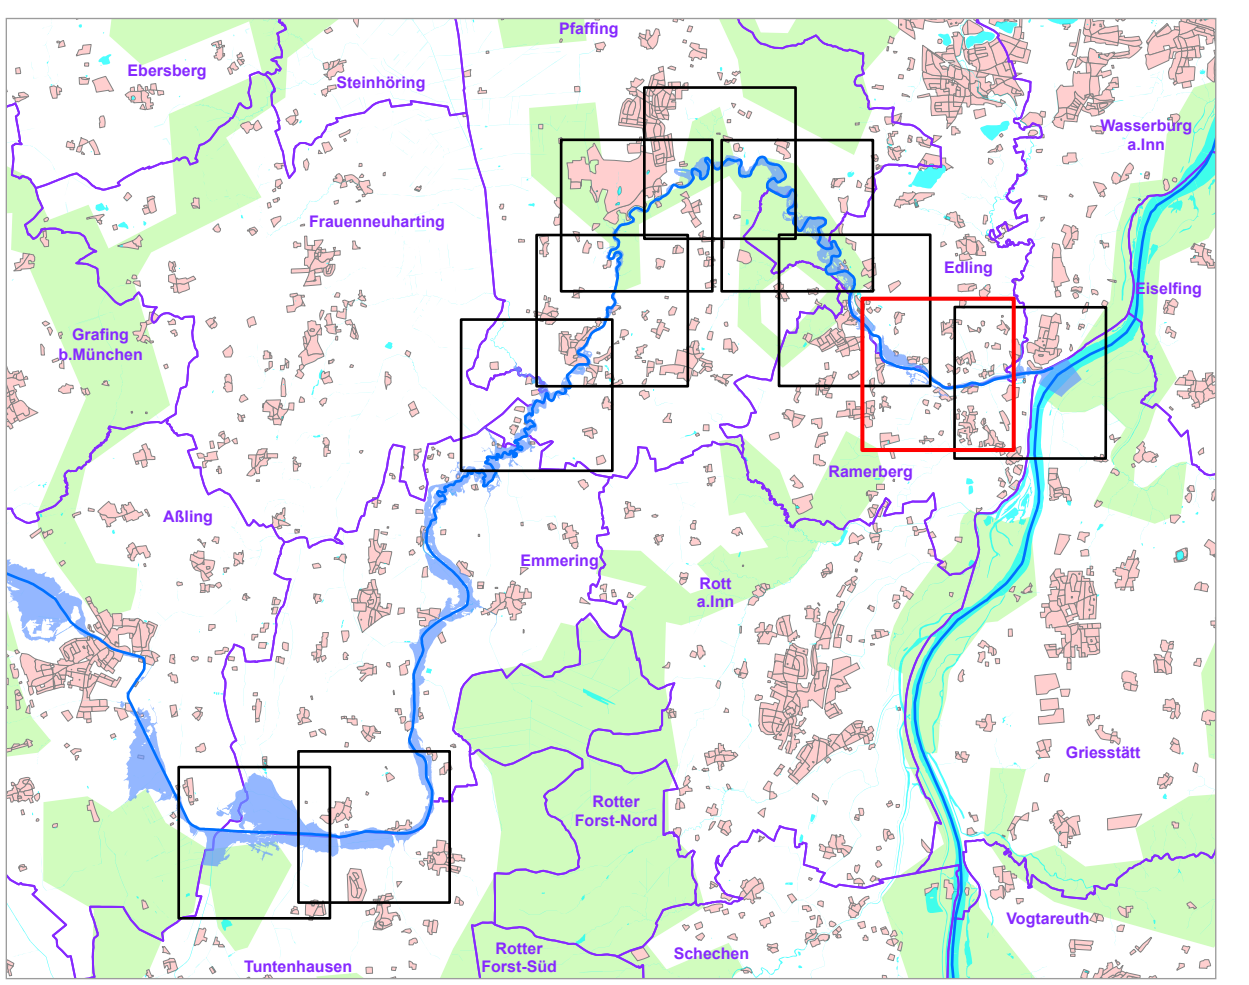 Pfaffing
Ebersberg
Steinhöring
Wasserburg
a.Inn
Frauenneuharting
Edling
Eiselfing
Grafing
b.München
Ramerberg
Aßling
Emmering
Rott
a.Inn
Griesstätt
Rotter
Forst-Nord
Vogtareuth
Rotter
Forst-Süd
Schechen
Tuntenhausen